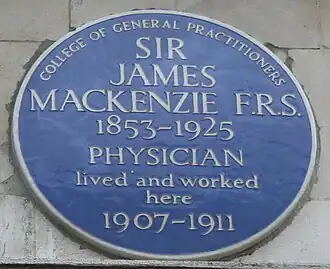 COLLEGE OF GENERAL PRACTITIONERS
SIR
JAMES
MACKENZIE F.R.S.
1853-1925
PHYSICIAN
lived and worked
here
1907-1911